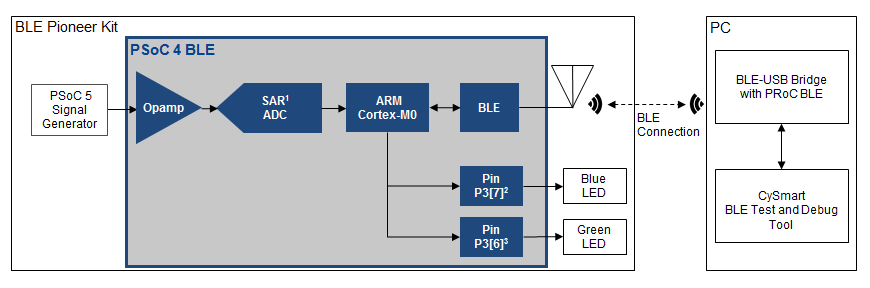 BLE Pioneer Kit
PSoC 4 BLE
PSoC 5
Signal
Generator
Opamp
SAR¹
ADC
ARM
Cortex-M0
BLE
Pin
P3[7]²
Blue
LED
Pin
P3[6]³
Green
LED
BLE
Connection
PC
BLE-USB Bridge
with PRoC BLE
CySmart
BLE Test and Debug
Tool